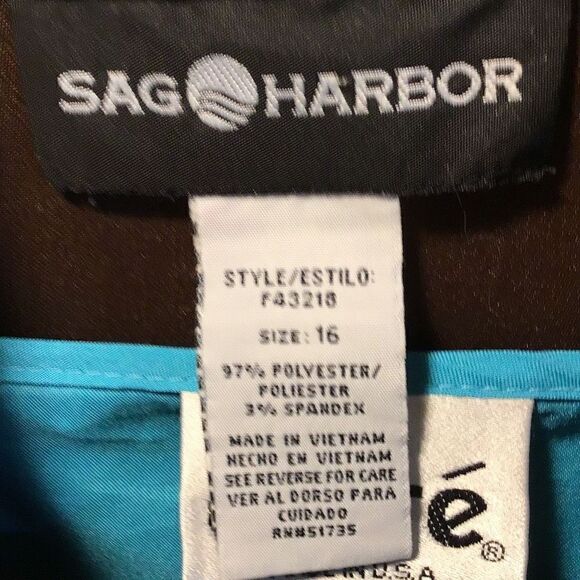 SAG HARBOR
STYLE/ESTILO:
F43218
SIZE: 16
97% POLYESTER/
POLIESTER
3% SPANDEX
MADE IN VIETNAM
HECHO EN VIETNAM
SEE REVERSE FOR CARE
VER AL DORSO PARA
CUIDADO
RN#51735
é®
IN U.S.A